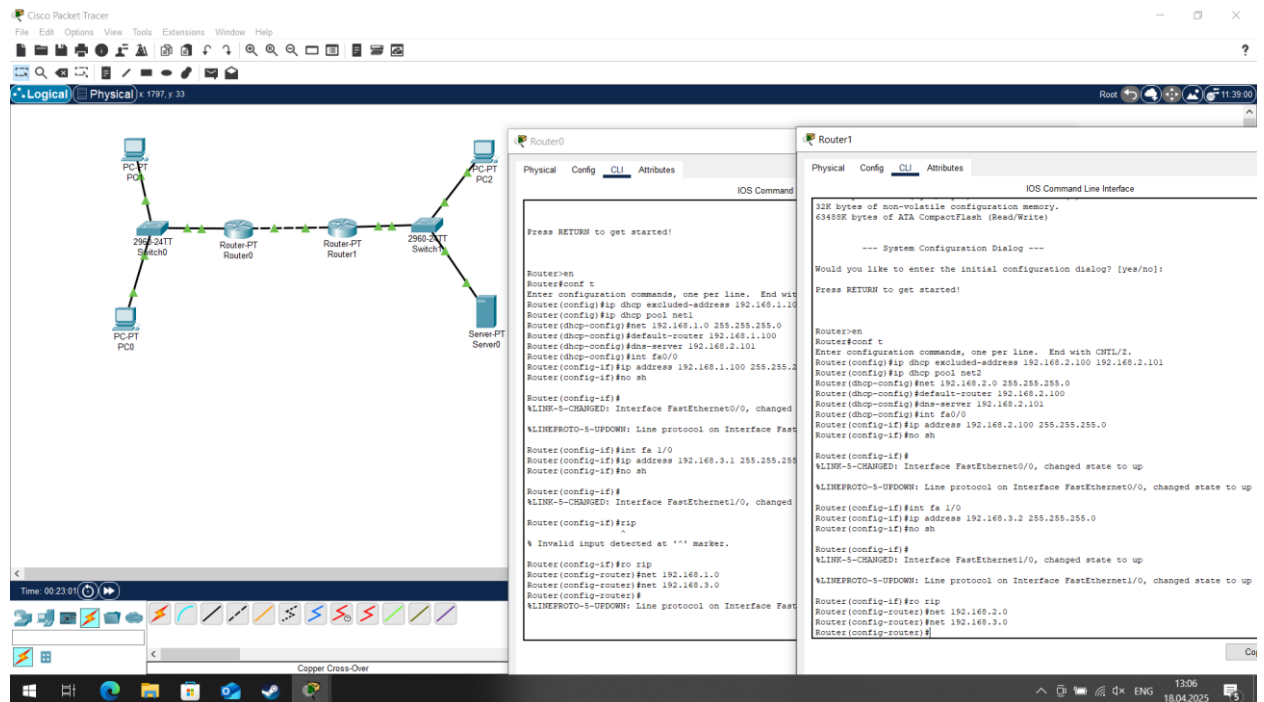 Cisco Packet Tracer
File Edit Options View Tools Extensions Window Help
?
Logical Physical x: 1797, y: 33
Root 11:39:00
PC-PT
PC2
PC-PT
2960-24TT
Switch0
Router-PT
Router0
Router-PT
Router1
2960-24TT
Switch1
PC-PT
PC0
Server-PT
Server0
Router0
Physical Config CLI Attributes
IOS Command
Press RETURN to get started!
Router>en
Router#conf t
Enter configuration commands, one per line. End wit
Router(config)#ip dhcp excluded-address 192.168.1.10
Router(config)#ip dhcp pool net1
Router(dhcp-config)#net 192.168.1.0 255.255.255.0
Router(dhcp-config)#default-router 192.168.1.100
Router(dhcp-config)#dns-server 192.168.2.101
Router(dhcp-config)#int fa0/0
Router(config-if)#ip address 192.168.1.100 255.255.2
Router(config-if)#no sh
Router(config-if)#
%LINK-5-CHANGED: Interface FastEthernet0/0, changed
%LINEPROTO-5-UPDOWN: Line protocol on Interface Fast
Router(config-if)#int fa 1/0
Router(config-if)#ip address 192.168.3.1 255.255.255
Router(config-if)#no sh
Router(config-if)#
%LINK-5-CHANGED: Interface FastEthernet1/0, changed
Router(config-if)#rip
^
% Invalid input detected at '^' marker.
Router(config-if)#ro rip
Router(config-router)#net 192.168.1.0
Router(config-router)#net 192.168.3.0
Router(config-router)#
%LINEPROTO-5-UPDOWN: Line protocol on Interface Fast
Router1
Physical Config CLI Attributes
IOS Command Line Interface
32K bytes of non-volatile configuration memory.
63488K bytes of ATA CompactFlash (Read/Write)
--- System Configuration Dialog ---
Would you like to enter the initial configuration dialog? [yes/no]:
Press RETURN to get started!
Router>en
Router#conf t
Enter configuration commands, one per line. End with CNTL/Z.
Router(config)#ip dhcp excluded-address 192.168.2.100 192.168.2.101
Router(config)#ip dhcp pool net2
Router(dhcp-config)#net 192.168.2.0 255.255.255.0
Router(dhcp-config)#default-router 192.168.2.100
Router(dhcp-config)#dns-server 192.168.2.101
Router(dhcp-config)#int fa0/0
Router(config-if)#ip address 192.168.2.100 255.255.255.0
Router(config-if)#no sh
Router(config-if)#
%LINK-5-CHANGED: Interface FastEthernet0/0, changed state to up
%LINEPROTO-5-UPDOWN: Line protocol on Interface FastEthernet0/0, changed state to up
Router(config-if)#int fa 1/0
Router(config-if)#ip address 192.168.3.2 255.255.255.0
Router(config-if)#no sh
Router(config-if)#
%LINK-5-CHANGED: Interface FastEthernet1/0, changed state to up
%LINEPROTO-5-UPDOWN: Line protocol on Interface FastEthernet1/0, changed state to up
Router(config-if)#ro rip
Router(config-router)#net 192.168.2.0
Router(config-router)#net 192.168.3.0
Router(config-router)#
Time: 00:23:01
Copper Cross-Over
ENG
13:06
18.04.2025
5